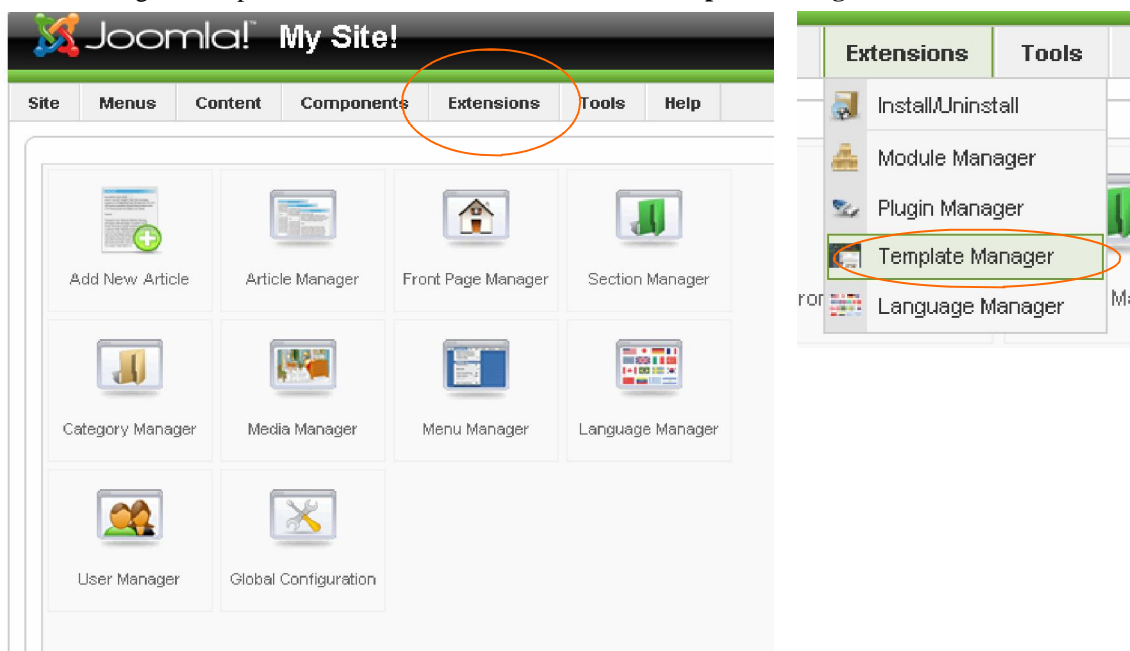 Joomla! My Site!
Site Menus Content Components Extensions Tools Help
Add New Article Article Manager Front Page Manager Section Manager
Category Manager Media Manager Menu Manager Language Manager
User Manager Global Configuration
Extensions Tools
Install/Uninstall
Module Manager
Plugin Manager
Template Manager
Language Manager